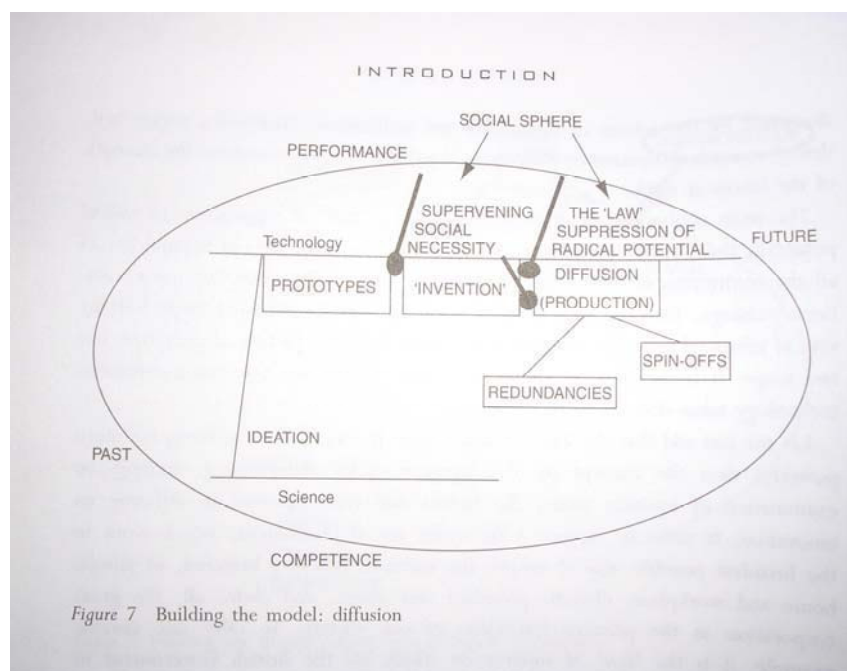 INTRODUCTION
SOCIAL SPHERE
PERFORMANCE
SUPERVENING
SOCIAL
NECESSITY
THE 'LAW'
SUPPRESSION OF
RADICAL POTENTIAL
FUTURE
Technology
PROTOTYPES
'INVENTION'
DIFFUSION
(PRODUCTION)
SPIN-OFFS
REDUNDANCIES
IDEATION
PAST
Science
COMPETENCE
Figure 7 Building the model: diffusion